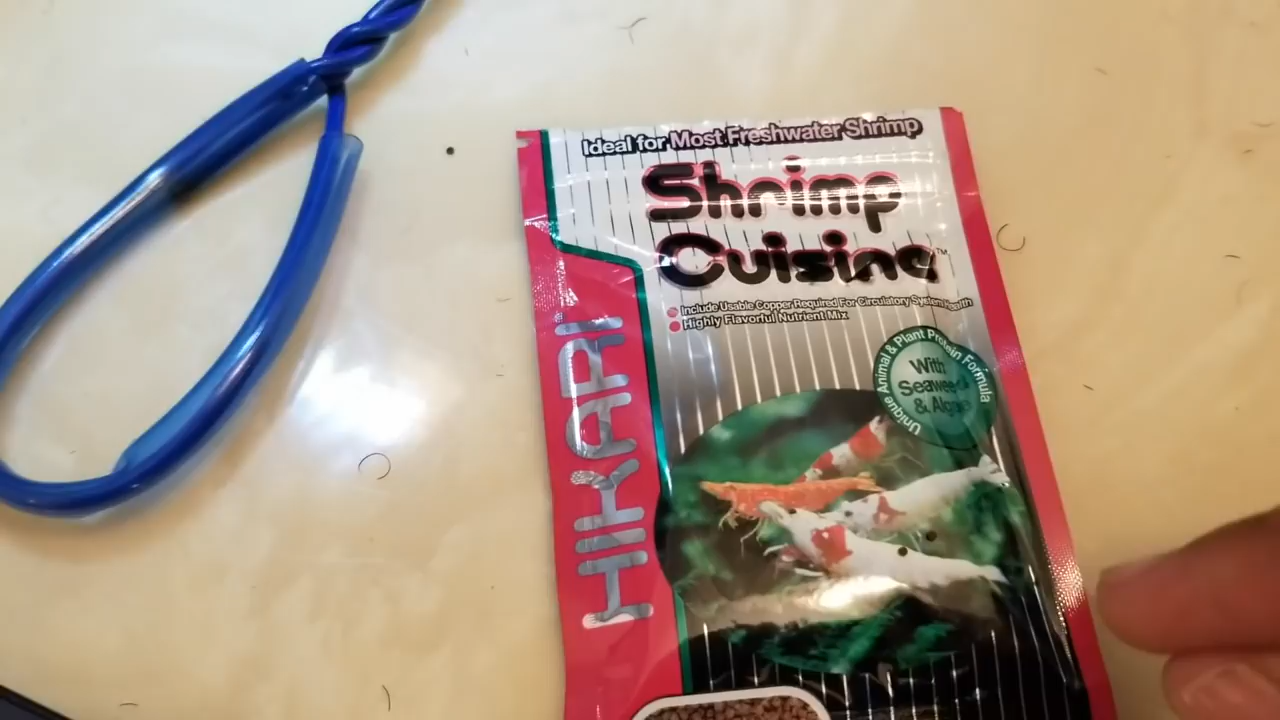 Ideal for Most Freshwater Shrimp
Shrimp
Cuisine™
Include Usable Copper Required For Circulatory System Health
Highly Flavorful Nutrient Mix
Unique Animal & Plant Protein Formula
With
Seaweed
& Algae
HIKARI